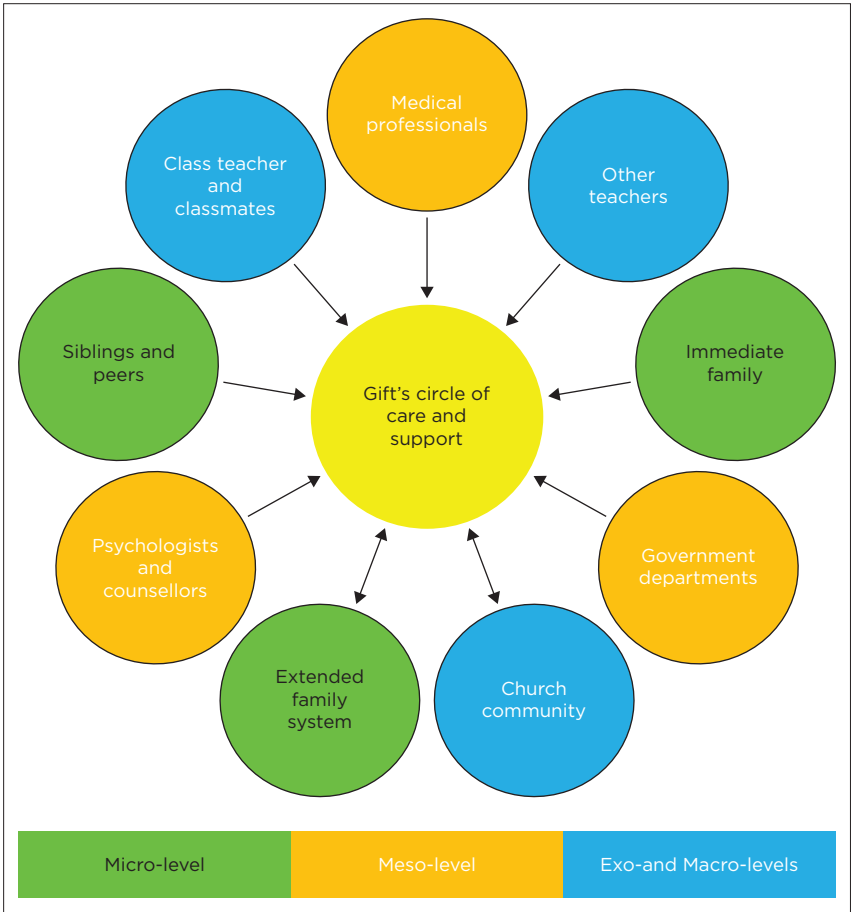 Medical
professionals
Class teacher
and
classmates
Other
teachers
Siblings and
peers
Immediate
family
Gift's circle of
care and
support
Psychologists
and
counsellors
Government
departments
Extended
family
system
Church
community
Micro-level
Meso-level
Exo-and Macro-levels